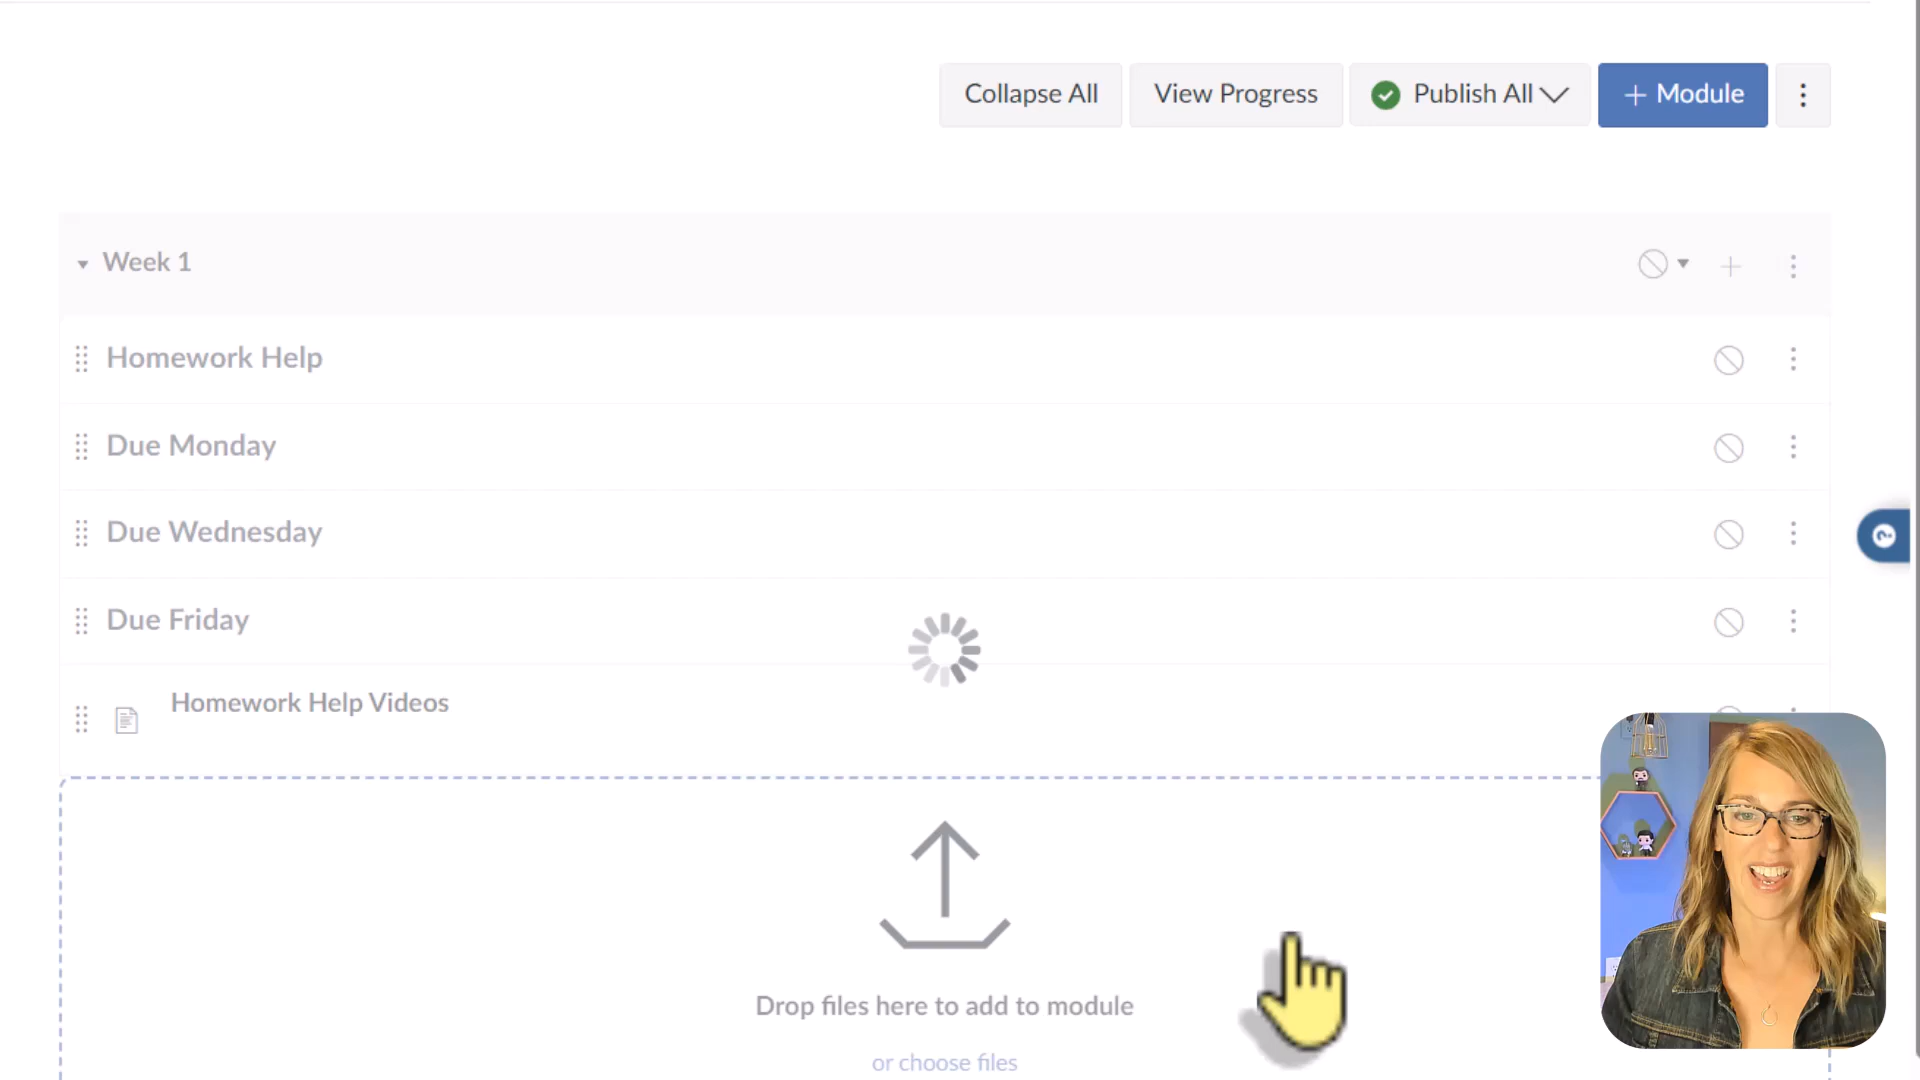 Collapse All
View Progress
Publish All
+ Module
Week 1
Homework Help
Due Monday
Due Wednesday
Due Friday
Homework Help Videos
Drop files here to add to module
or choose files